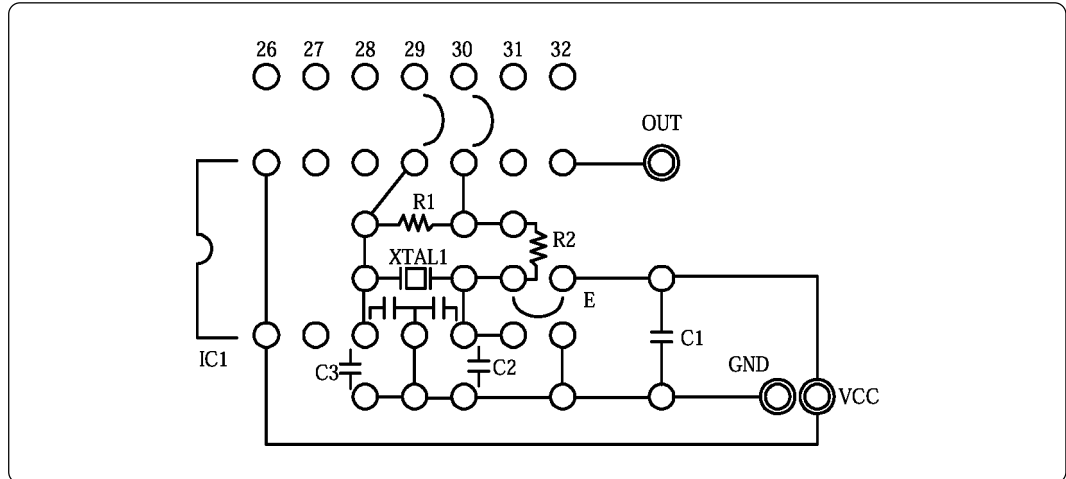 26 27 28 29 30 31 32
OUT
R1
R2
XTAL1
E
C1
IC1
C3
C2
GND
VCC